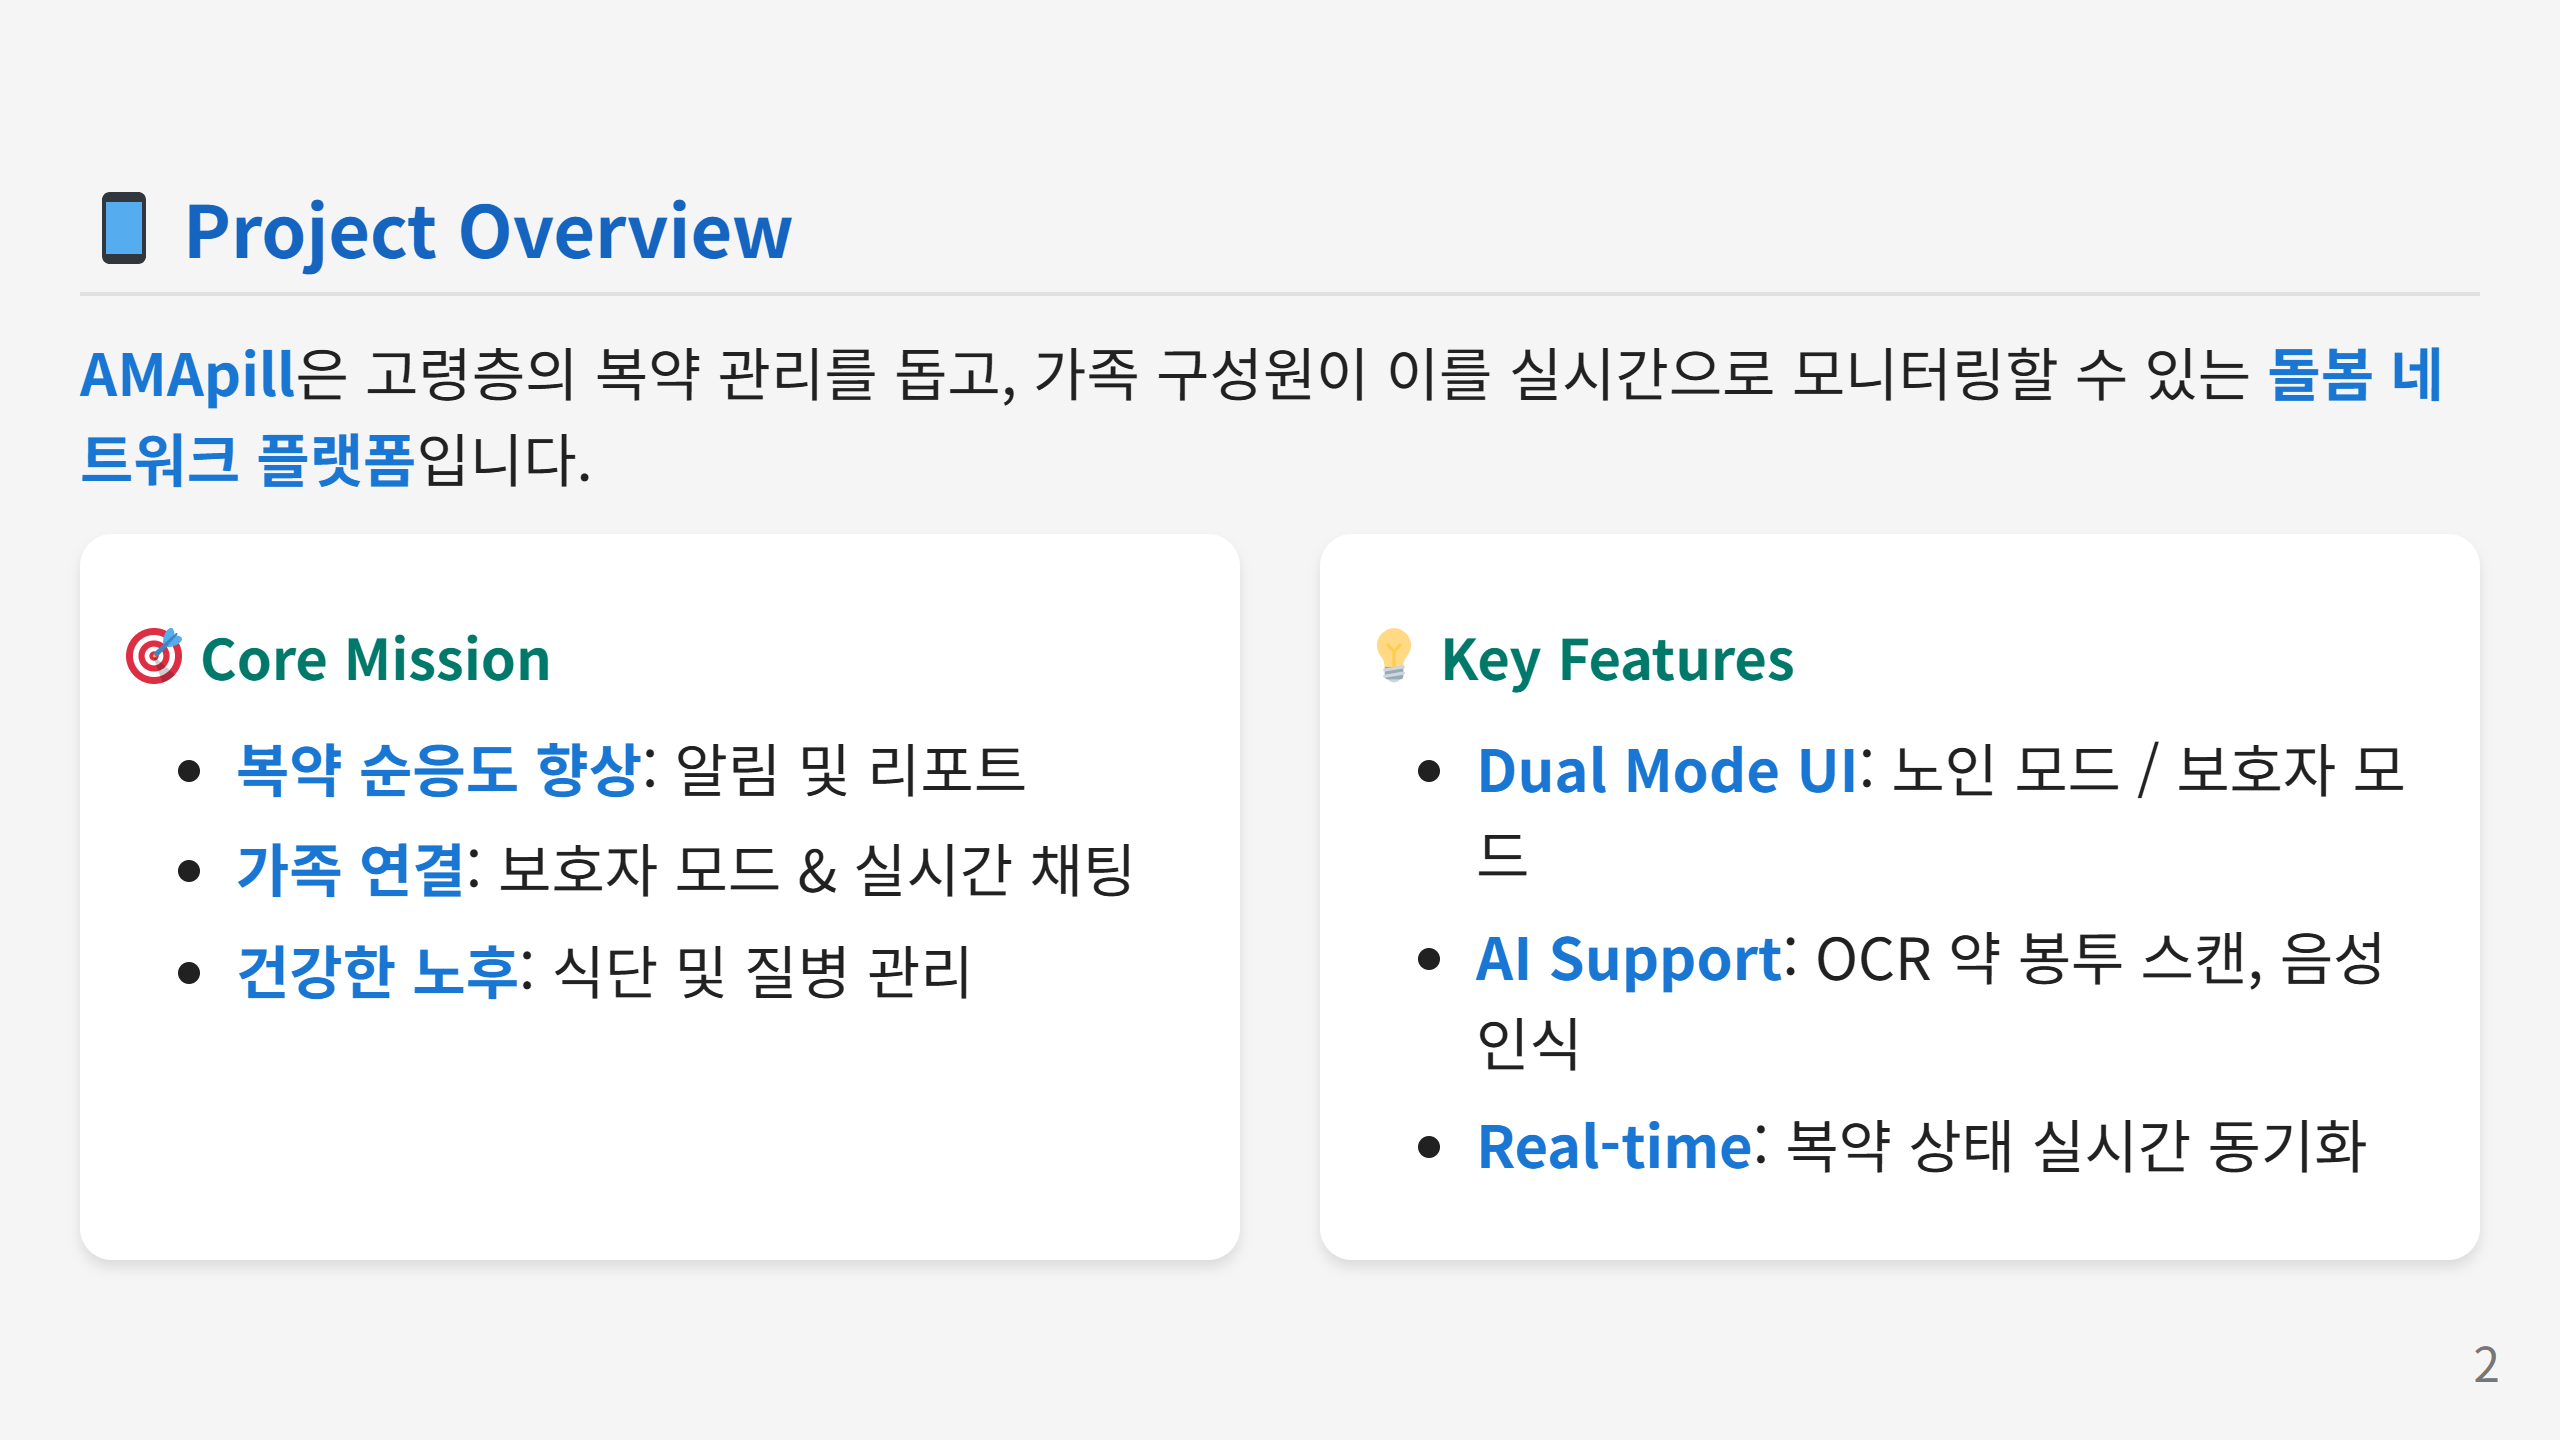 Project Overview
AMApill은 고령층의 복약 관리를 돕고, 가족 구성원이 이를 실시간으로 모니터링할 수 있는 돌봄 네
트워크 플랫폼입니다.
Core Mission
복약 순응도 향상: 알림 및 리포트
가족 연결: 보호자 모드 & 실시간 채팅
건강한 노후: 식단 및 질병 관리
Key Features
Dual Mode UI: 노인 모드 / 보호자 모
드
AI Support: OCR 약 봉투 스캔, 음성
인식
Real-time: 복약 상태 실시간 동기화
2